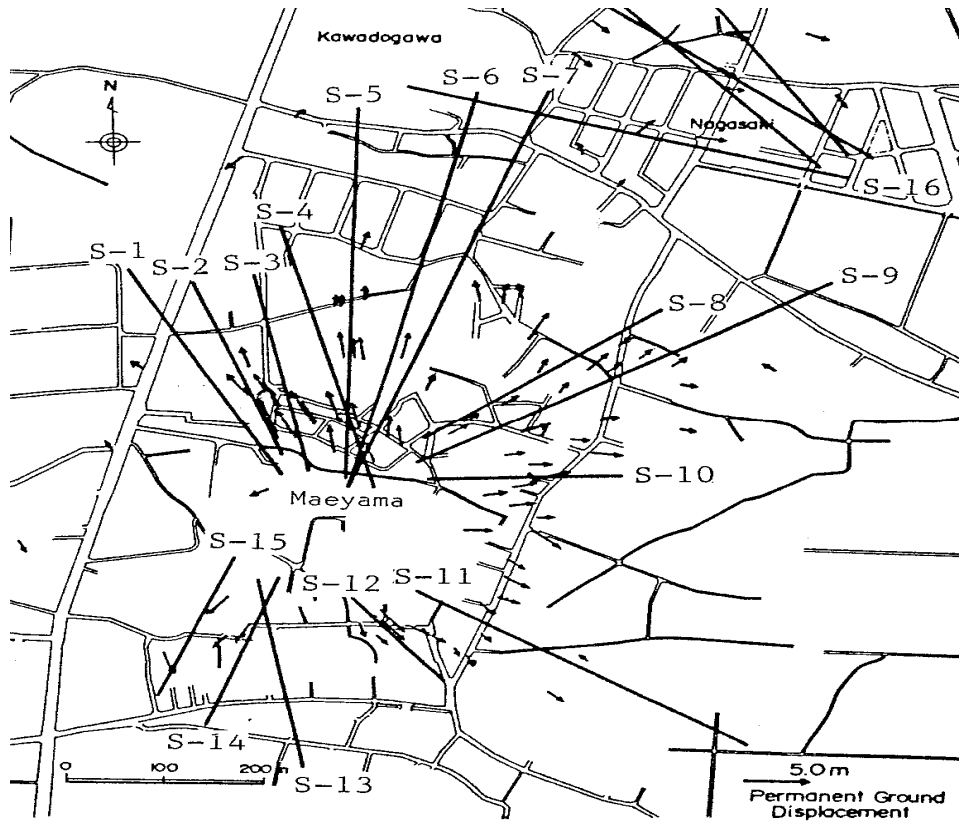 Kawadogawa
N
S-5
S-6
S-7
Nagasaki
S-16
S-4
S-1
S-2
S-3
S-9
S-8
S-10
Maeyama
S-15
S-12
S-11
S-14
S-13
0
100
200 m
5.0 m
Permanent Ground
Displacement